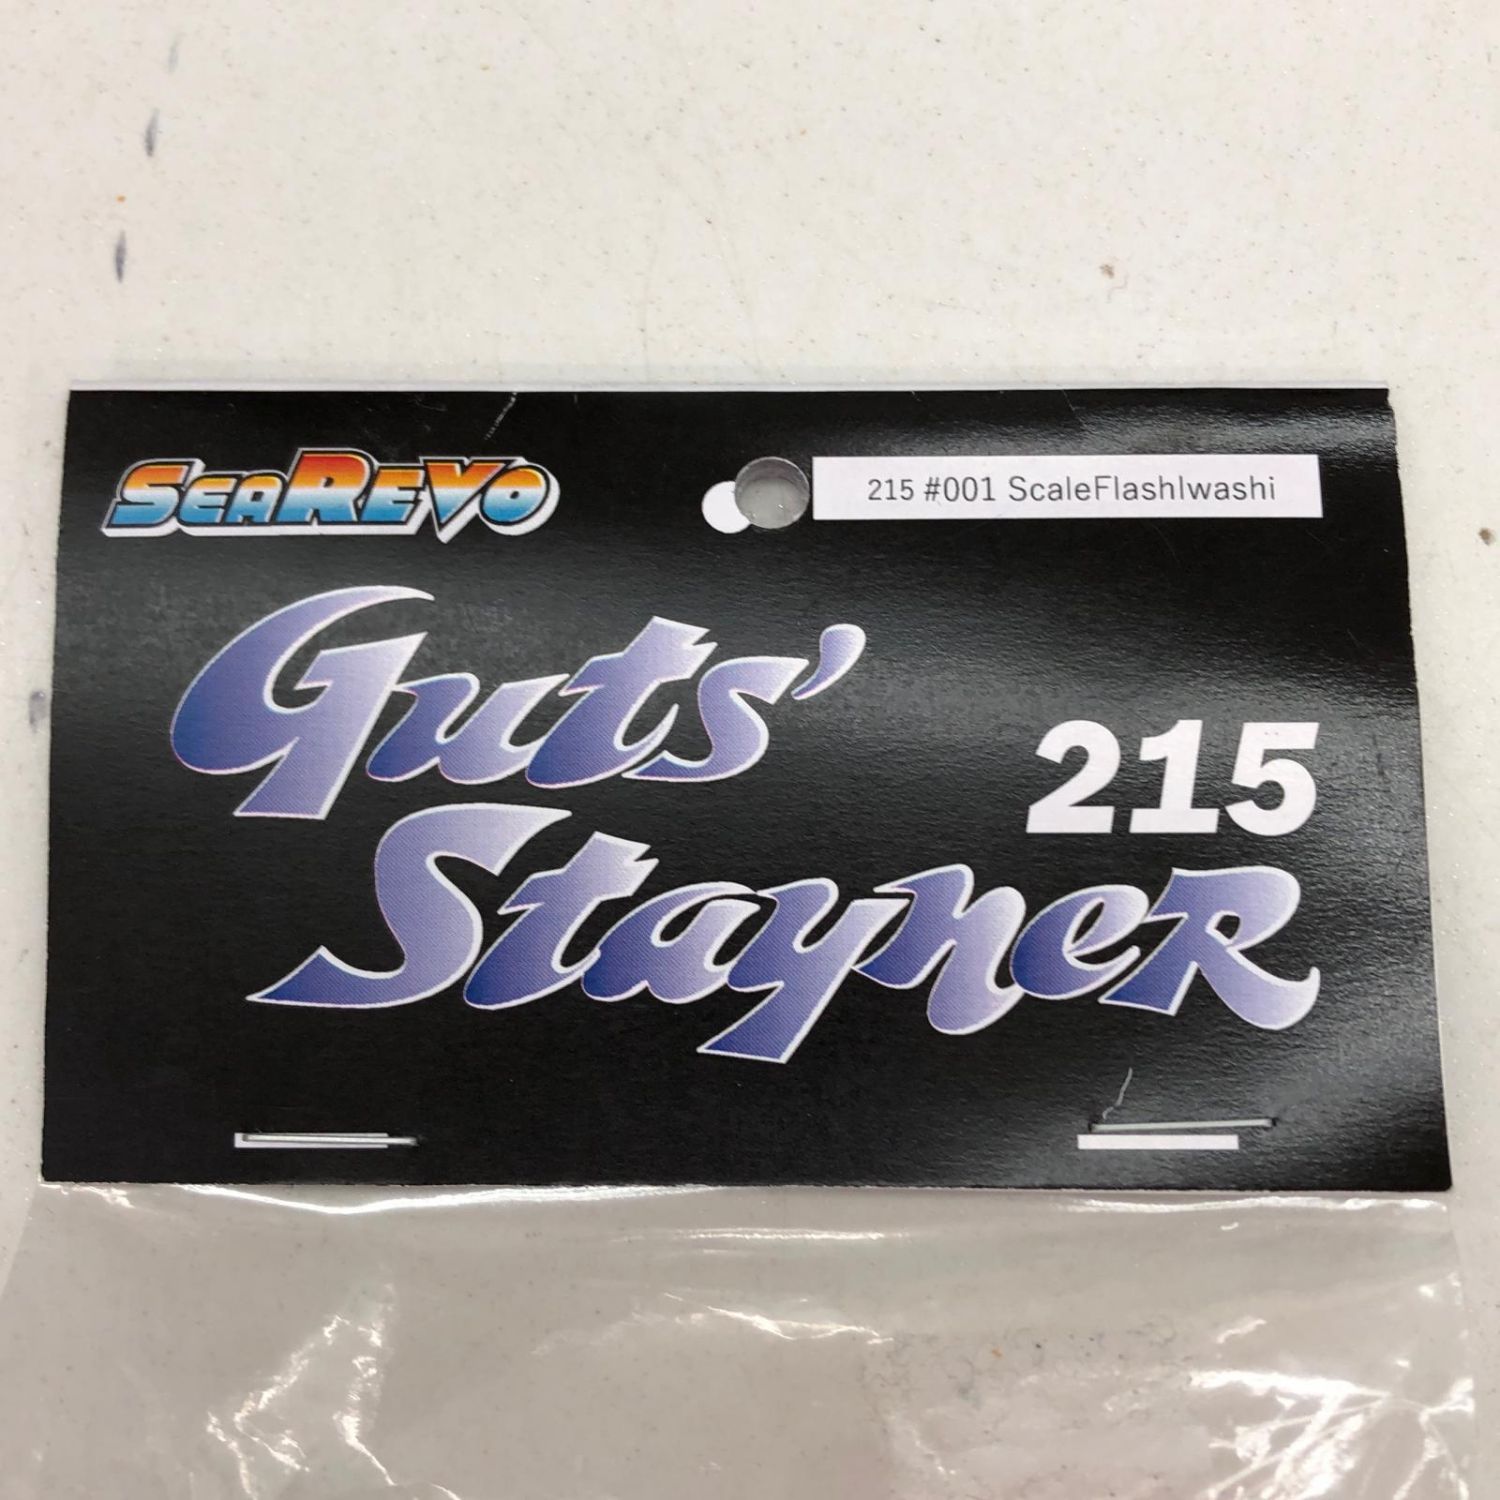 SeaRevo
215 #001 ScaleFlashIwashi
Guts'
215
Stayner